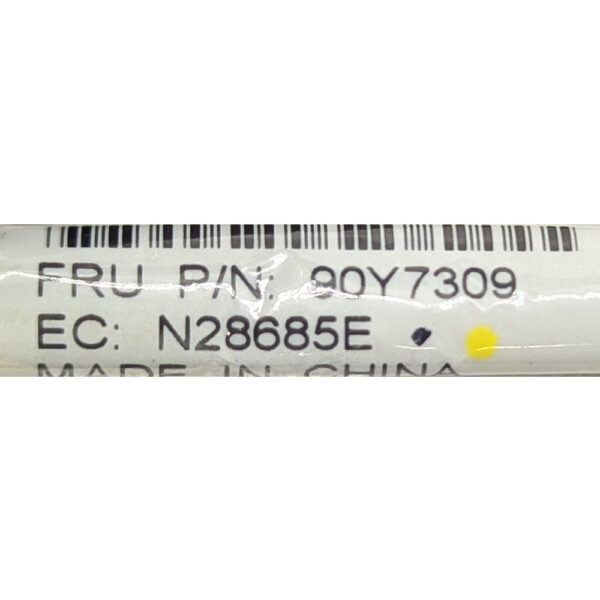 FRU P/N: 90Y7309
EC: N28685E
MADE IN CHINA